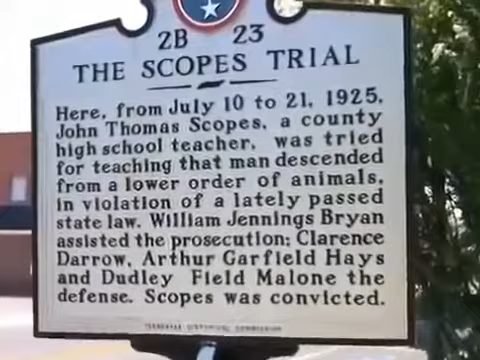 2B 23
THE SCOPES TRIAL
Here, from July 10 to 21, 1925,
John Thomas Scopes, a county
high school teacher, was tried
for teaching that man descended
from a lower order of animals,
in violation of a lately passed
state law. William Jennings Bryan
assisted the prosecution; Clarence
Darrow, Arthur Garfield Hays
and Dudley Field Malone the
defense. Scopes was convicted.
TENNESSEE HISTORICAL COMMISSION